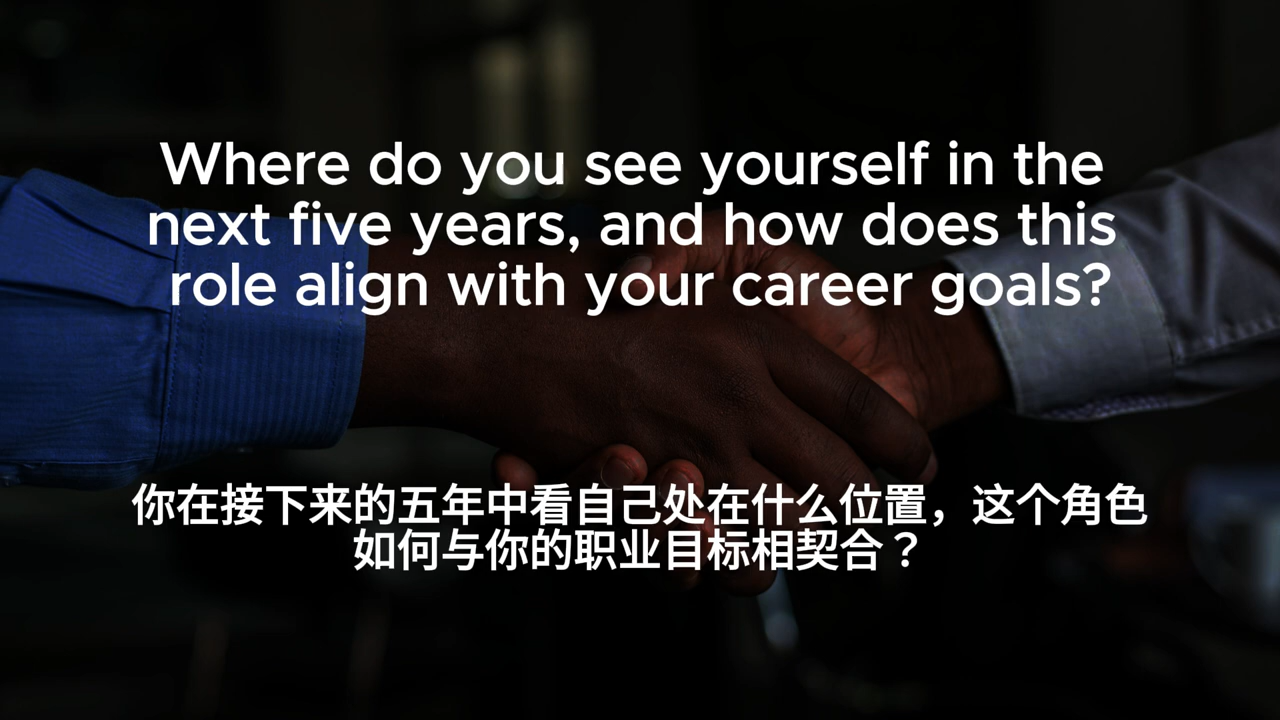 Where do you see yourself in the
next five years, and how does this
role align with your career goals?
你在接下来的五年中看自己处在什么位置，这个角色
如何与你的职业目标相契合？